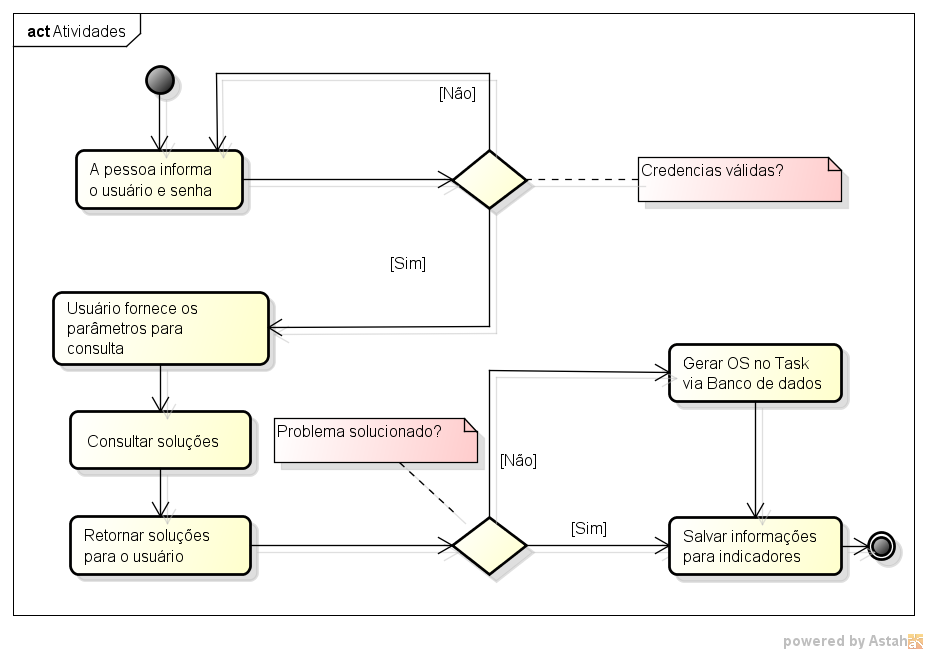 act Atividades
[Não]
A pessoa informa
o usuário e senha
Credencias válidas?
[Sim]
Usuário fornece os
parâmetros para
consulta
Gerar OS no Task
via Banco de dados
Consultar soluções
Problema solucionado?
[Não]
Retornar soluções
para o usuário
[Sim]
Salvar informações
para indicadores
powered by Astah